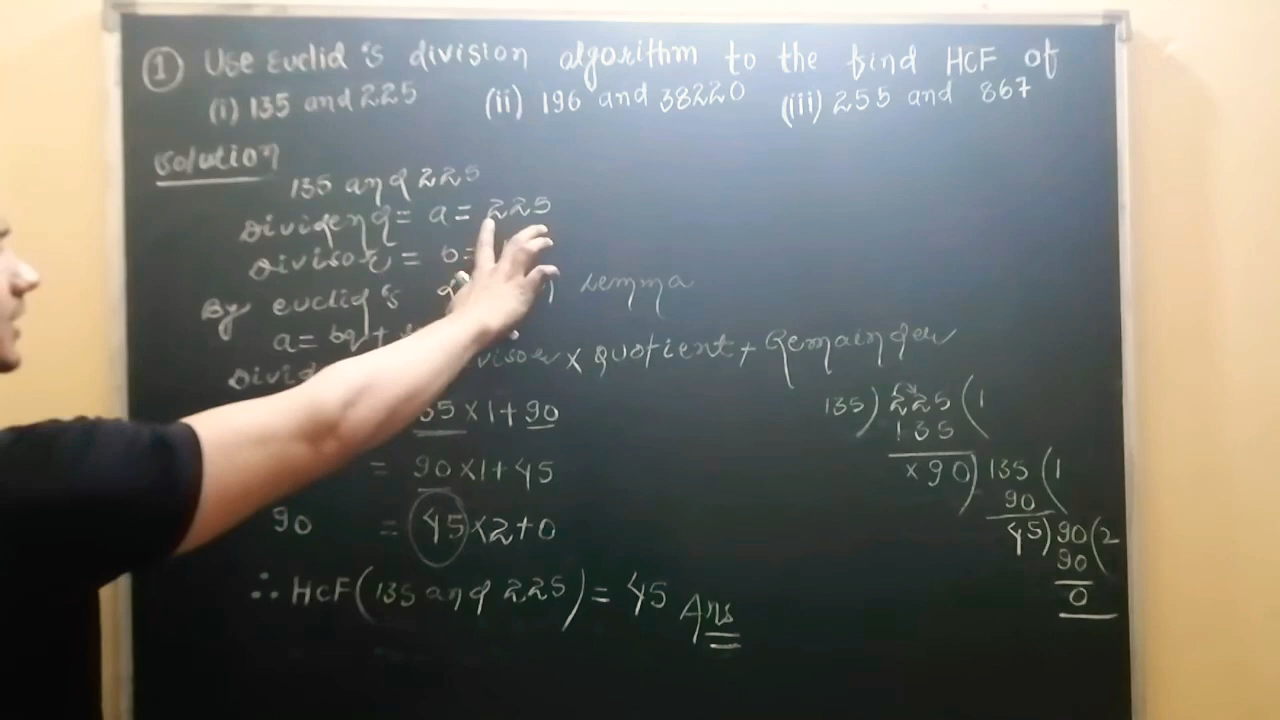 ① Use Euclid's division algorithm to the find HCF of
(i) 135 and 225 (ii) 196 and 38220 (iii) 255 and 867
Solution
135 and 225
Dividend = a = 225
Divisor = b =
By euclid's Lemma
a = bq +
× Quotient + Remainder
×1+90
= 90×1+45
90 = 45×2+0
∴ HCF (135 and 225) = 45 Ans
135) 225 (1
135
×90) 135 (1
90
45) 90 (2
90
0